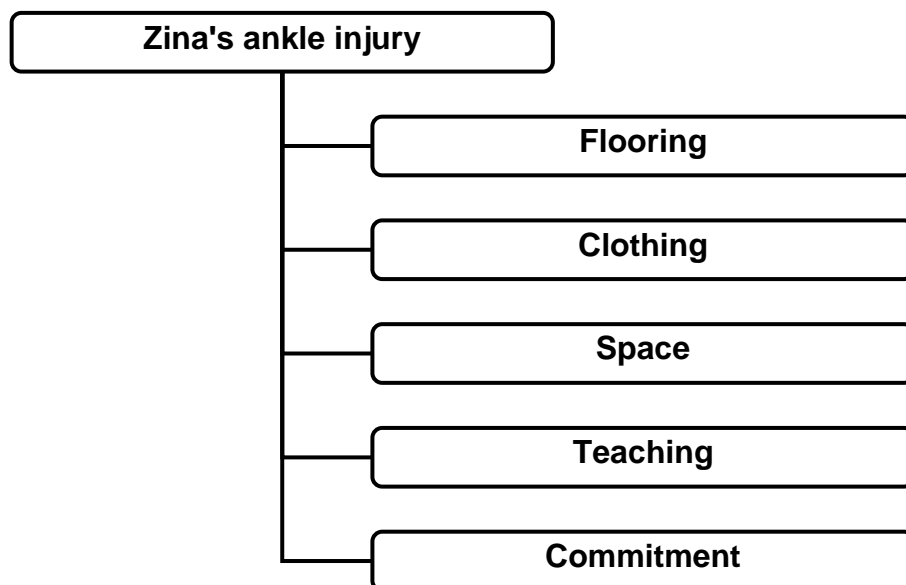 Zina's ankle injury
Flooring
Clothing
Space
Teaching
Commitment